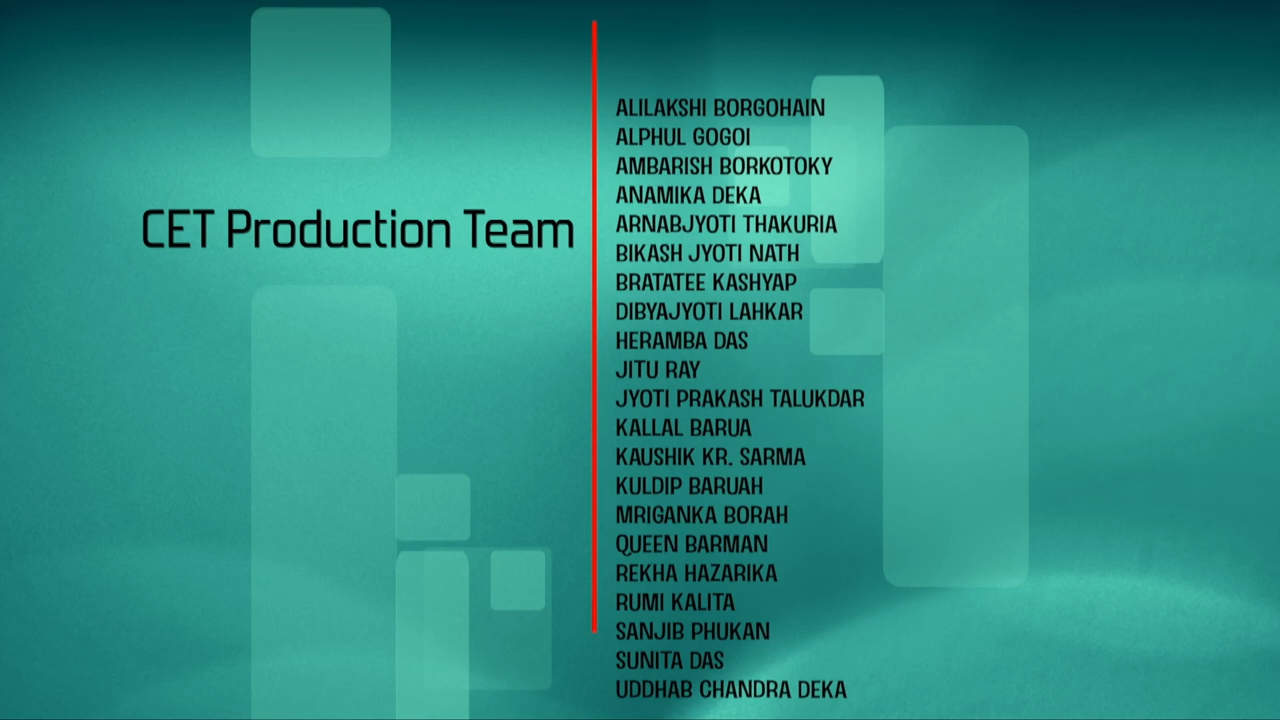 CET Production Team
ALILAKSHI BORGOHAIN
ALPHUL GOGOI
AMBARISH BORKOTOKY
ANAMIKA DEKA
ARNABJYOTI THAKURIA
BIKASH JYOTI NATH
BRATATEE KASHYAP
DIBYAJYOTI LAHKAR
HERAMBA DAS
JITU RAY
JYOTI PRAKASH TALUKDAR
KALLAL BARUA
KAUSHIK KR. SARMA
KULDIP BARUAH
MRIGANKA BORAH
QUEEN BARMAN
REKHA HAZARIKA
RUMI KALITA
SANJIB PHUKAN
SUNITA DAS
UDDHAB CHANDRA DEKA